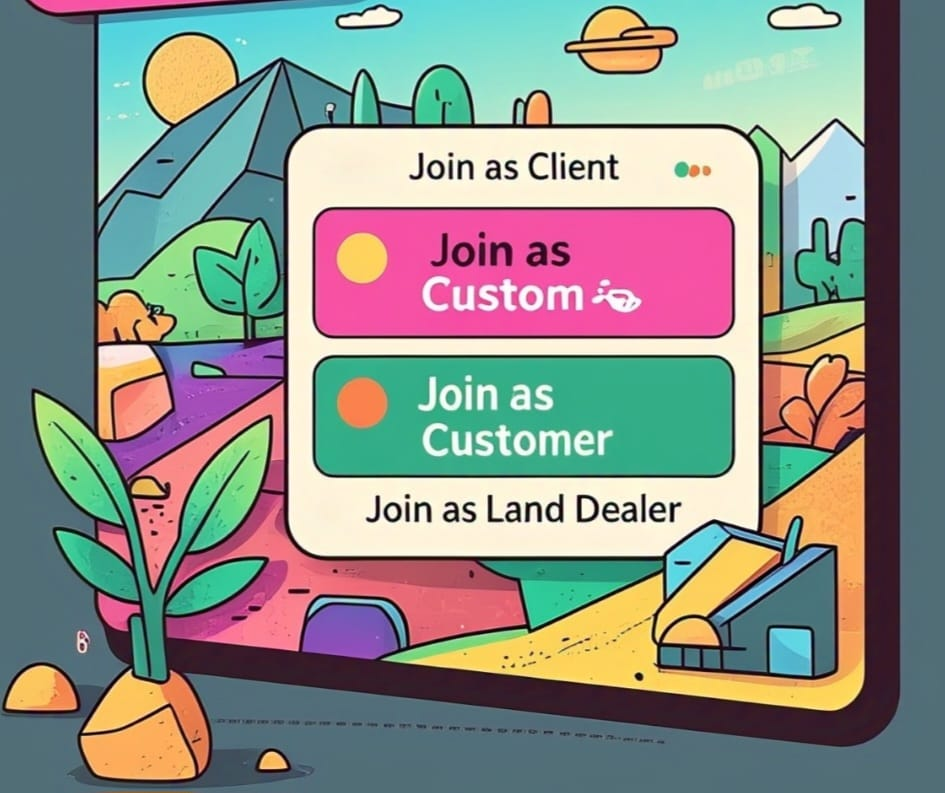 Join as Client
Join as
Custom
Join as
Customer
Join as Land Dealer